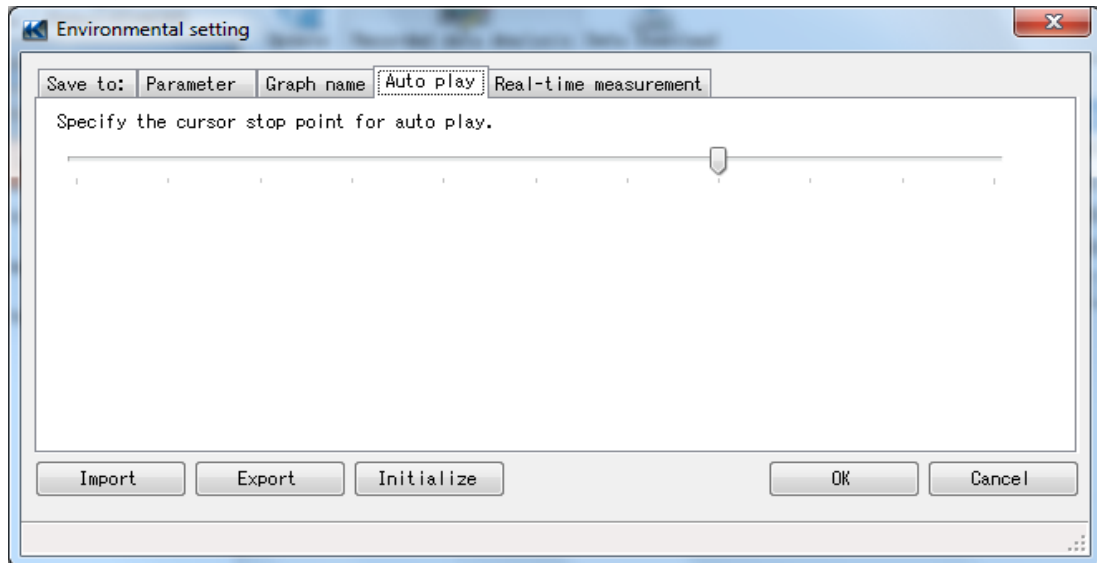 Environmental setting
Save to: Parameter Graph name Auto play Real-time measurement
Specify the cursor stop point for auto play.
Import Export Initialize OK Cancel